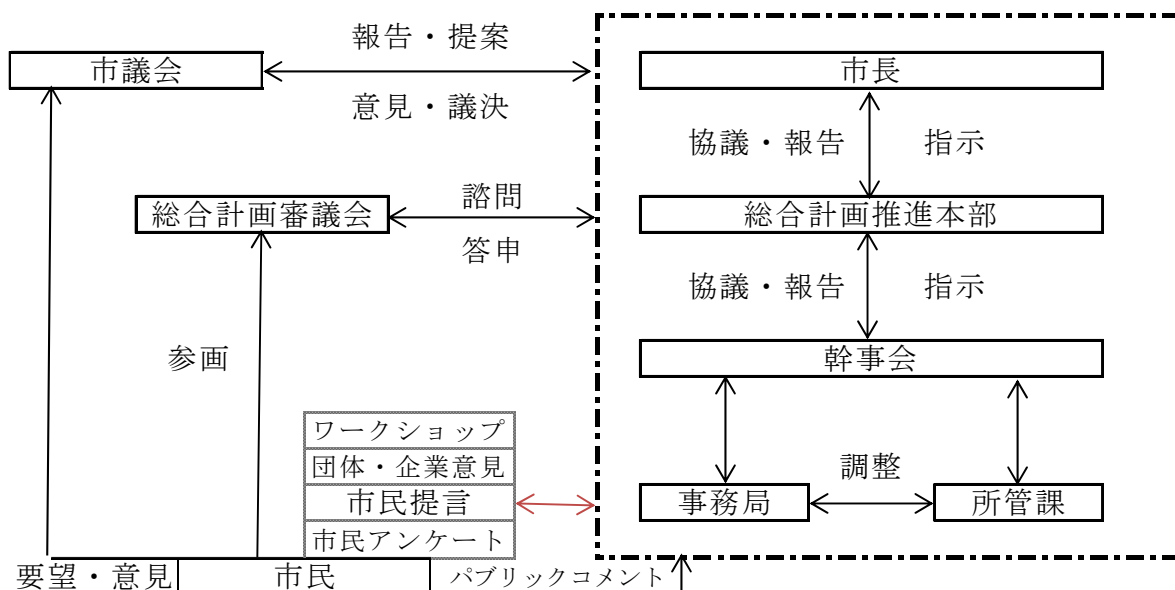 報告・提案
市議会
市長
意見・議決
協議・報告 指示
諮問
総合計画審議会
総合計画推進本部
答申
協議・報告 指示
参画
幹事会
ワークショップ
団体・企業意見
調整
市民提言
事務局
所管課
市民アンケート
要望・意見
市民
パブリックコメント